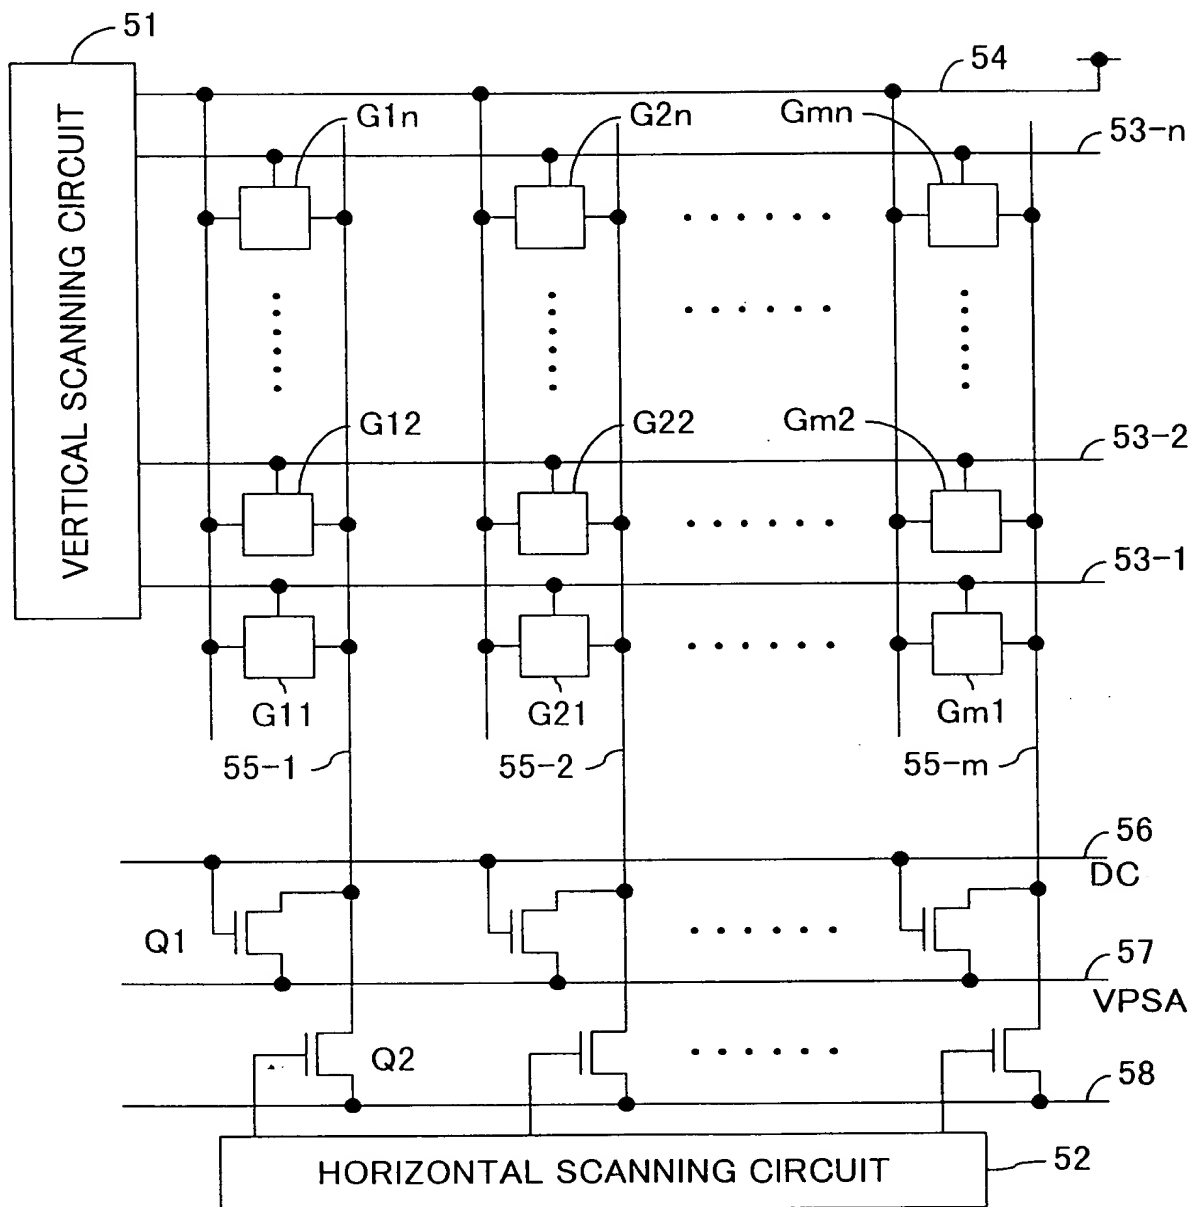 51
54
G1n
G2n
Gmn
53-n
VERTICAL SCANNING CIRCUIT
G12
G22
Gm2
53-2
53-1
G11
G21
Gm1
55-1
55-2
55-m
56
DC
Q1
57
VPSA
Q2
58
HORIZONTAL SCANNING CIRCUIT
52